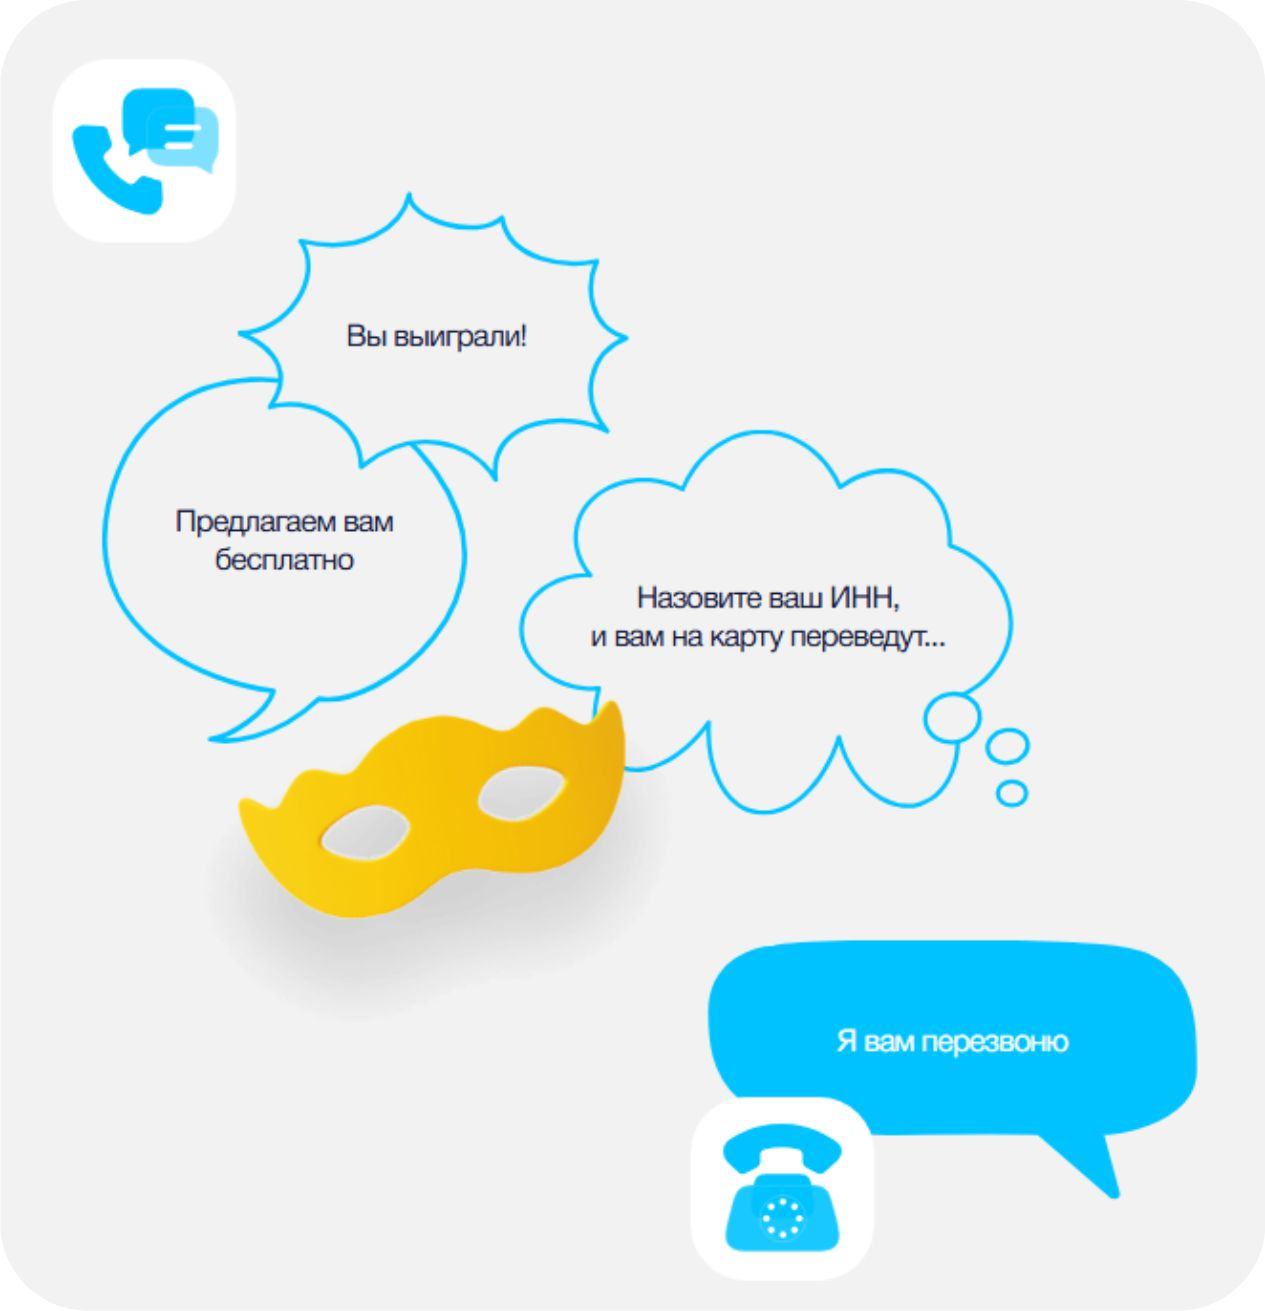 Вы выиграли!
Предлагаем вам
бесплатно
Назовите ваш ИНН,
и вам на карту переведут...
Я вам перезвоню